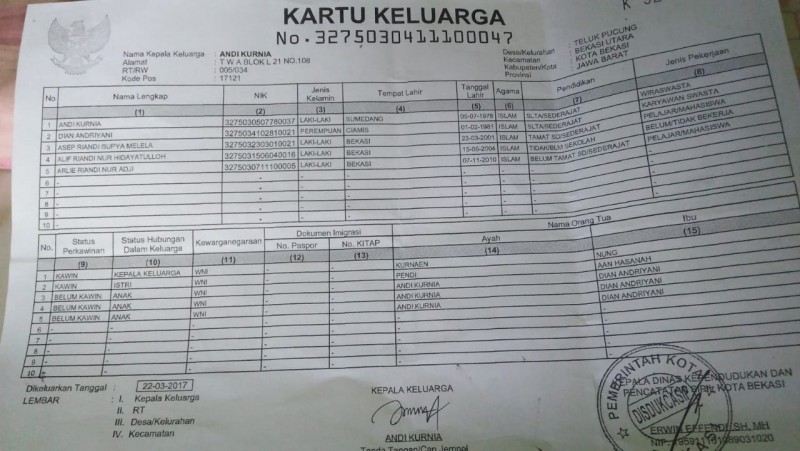 KARTU KELUARGA
No. 3275030411100047
Nama Kepala Keluarga : ANDI KURNIA
Alamat : T W A BLOK L 21 NO.108
RT/RW : 005/034
Kode Pos : 17121
Desa/Kelurahan : TELUK PUCUNG
Kecamatan : BEKASI UTARA
Kabupaten/Kota : KOTA BEKASI
Provinsi : JAWA BARAT
No Nama Lengkap NIK Jenis Kelamin Tempat Lahir Tanggal Lahir Agama Pendidikan Jenis Pekerjaan
(1) (2) (3) (4) (5) (6) (7) (8)
1 ANDI KURNIA 3275030507780037 LAKI-LAKI SUMEDANG 05-07-1978 ISLAM SLTA/SEDERAJAT WIRASWASTA
2 DIAN ANDRIYANI 3275034102810021 PEREMPUAN CIAMIS 01-02-1981 ISLAM SLTA/SEDERAJAT KARYAWAN SWASTA
3 ASEP RIANDI SURYA MELELA 3275032303010021 LAKI-LAKI BEKASI 23-03-2001 ISLAM TAMAT SD/SEDERAJAT PELAJAR/MAHASISWA
4 ALIF RIANDI NUR HIDAYATULLOH 3275031506040016 LAKI-LAKI BEKASI ISLAM TIDAK/BLM SEKOLAH BELUM/TIDAK BEKERJA
5 ARLIE RIANDI NUR ADJI 3275030711100005 LAKI-LAKI BEKASI 07-11-2010 ISLAM BELUM TAMAT SD/SEDERAJAT PELAJAR/MAHASISWA
6 -
7 -
8 -
9 -
10 -
No. Status Perkawinan Status Hubungan Dalam Keluarga Kewarganegaraan Dokumen Imigrasi Nama Orang Tua
No. Paspor No. KITAP Ayah Ibu
(9) (10) (11) (12) (13) (14) (15)
1 KAWIN KEPALA KELUARGA WNI - - KURNAEN NUNG
2 KAWIN ISTRI WNI - - PENDI AAN HASANAH
3 BELUM KAWIN ANAK WNI - - ANDI KURNIA DIAN ANDRIYANI
4 BELUM KAWIN ANAK WNI - - ANDI KURNIA DIAN ANDRIYANI
5 BELUM KAWIN ANAK WNI - - ANDI KURNIA DIAN ANDRIYANI
6 -
7 -
8 -
9 -
10 -
Dikeluarkan Tanggal : 22-03-2017
LEMBAR : I. Kepala Keluarga
II. RT
III. Desa/Kelurahan
IV. Kecamatan
KEPALA KELUARGA
ANDI KURNIA
Tanda Tangan/Cap Jempol
KEPALA DINAS KEPENDUDUKAN DAN
PENCATATAN SIPIL KOTA BEKASI
PEMERINTAH KOTA
DISDUKCASIP
ERWIN EFFENDI, SH, MH
NIP.